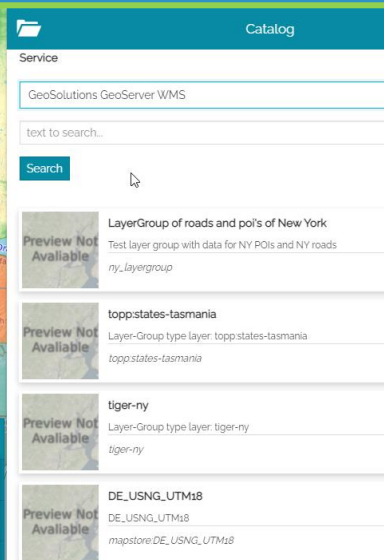 Catalog
Service
GeoSolutions GeoServer WMS
text to search...
Search
Preview Not
Avaliable
LayerGroup of roads and poi's of New York
Test layer group with data for NY POIs and NY roads
ny_layergroup
Preview Not
Avaliable
topp:states-tasmania
Layer-Group type layer: topp:states-tasmania
topp:states-tasmania
Preview Not
Avaliable
tiger-ny
Layer-Group type layer: tiger-ny
tiger-ny
Preview Not
Avaliable
DE_USNG_UTM18
DE_USNG_UTM18
mapstore:DE_USNG_UTM18